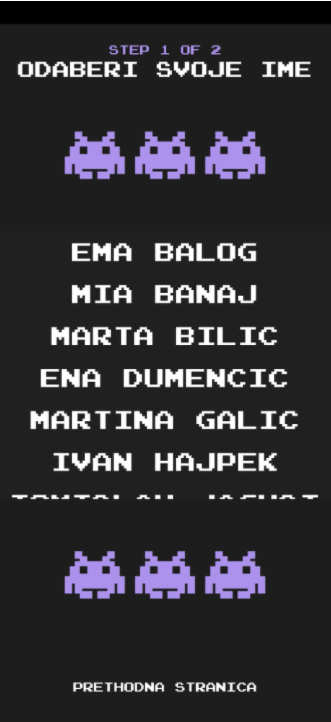 STEP 1 OF 2
ODABERI SVOJE IME
EMA BALOG
MIA BANAJ
MARTA BILIC
ENA DUMENCIC
MARTINA GALIC
IVAN HAJPEK
PRETHODNA STRANICA